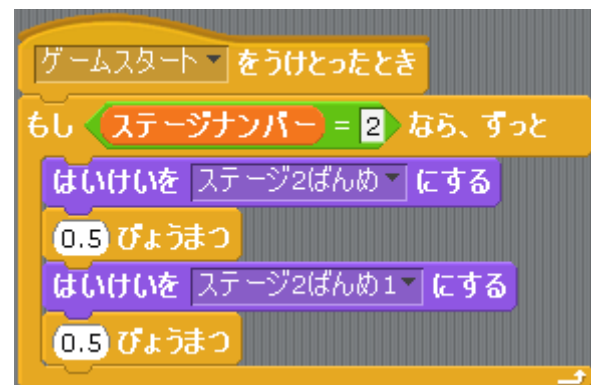 ゲームスタート をうけとったとき
もし ステージナンバー = 2 なら、ずっと
はいけいを ステージ2ばんめ にする
0.5 びょうまつ
はいけいを ステージ2ばんめ1 にする
0.5 びょうまつ